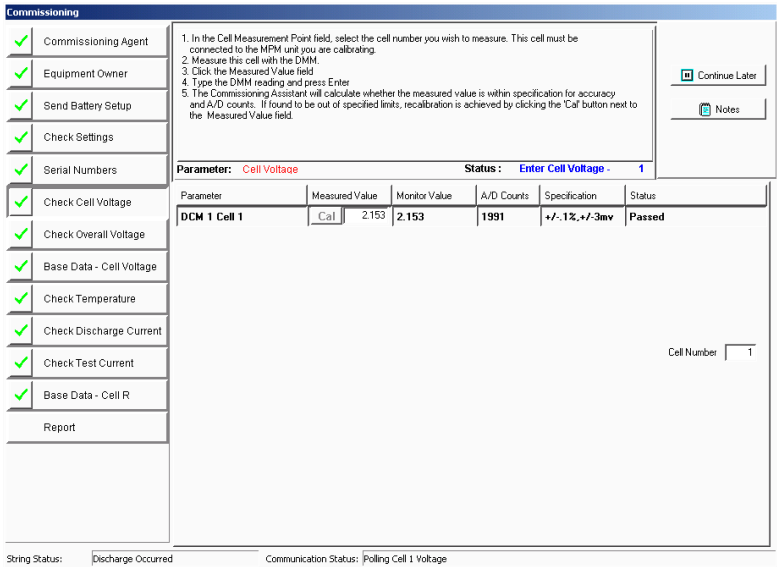 Commissioning
Commissioning Agent
Equipment Owner
Send Battery Setup
Check Settings
Serial Numbers
Check Cell Voltage
Check Overall Voltage
Base Data - Cell Voltage
Check Temperature
Check Discharge Current
Check Test Current
Base Data - Cell R
Report
1. In the Cell Measurement Point field, select the cell number you wish to measure. This cell must be
connected to the MPM unit you are calibrating.
2. Measure this cell with the DMM.
3. Click the Measured Value field
4. Type the DMM reading and press Enter
5. The Commissioning Assistant will calculate whether the measured value is within specification for accuracy
and A/D counts. If found to be out of specified limits, recalibration is achieved by clicking the 'Cal' button next to
the Measured Value field.
Parameter: Cell Voltage Status : Enter Cell Voltage - 1
Continue Later
Notes
Parameter Measured Value Monitor Value A/D Counts Specification Status
DCM 1 Cell 1 Cal 2.153 2.153 1991 +/-.1%,+/-3mv Passed
Cell Number 1
String Status: Discharge Occurred Communication Status: Polling Cell 1 Voltage